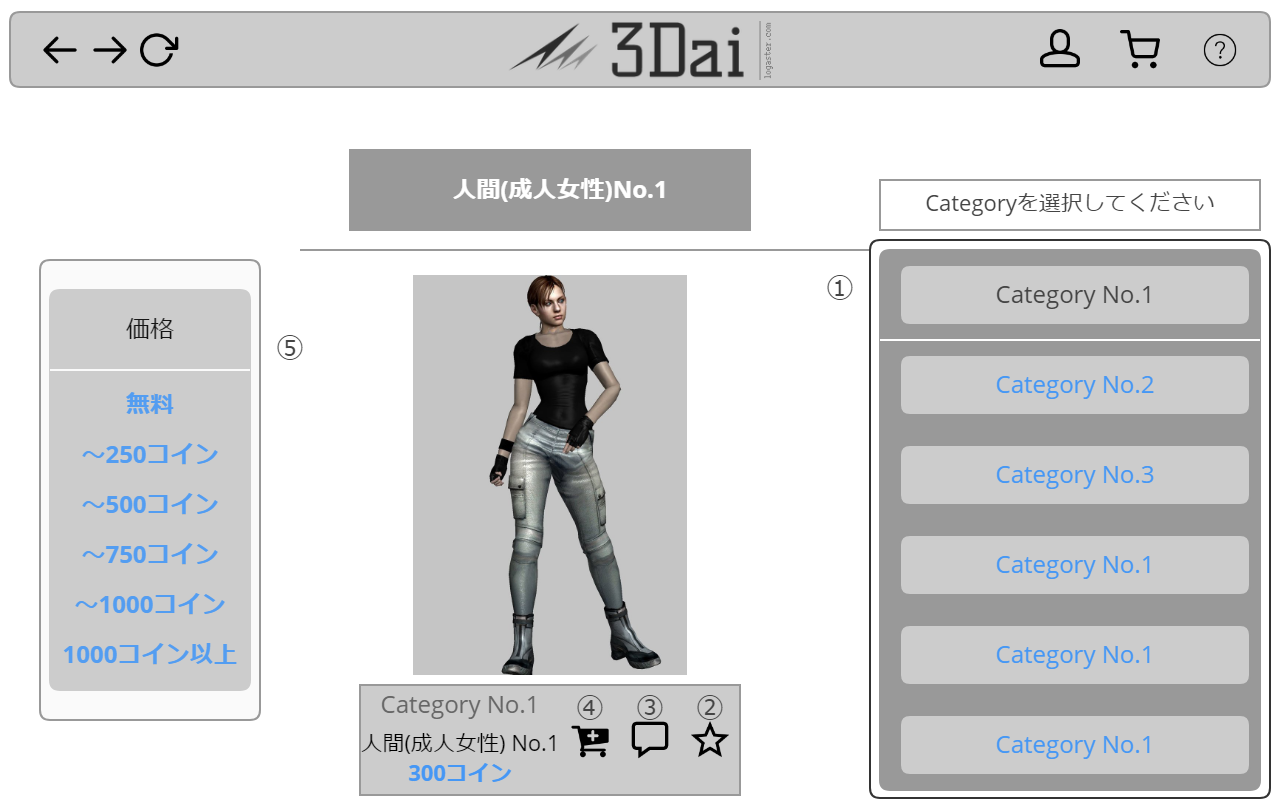 3Dai
logaster.com
?
人間(成人女性)No.1
Categoryを選択してください
①
Category No.1
Category No.2
Category No.3
Category No.1
Category No.1
Category No.1
⑤
価格
無料
～250コイン
～500コイン
～750コイン
～1000コイン
1000コイン以上
Category No.1
④ ③ ②
人間(成人女性) No.1
300コイン